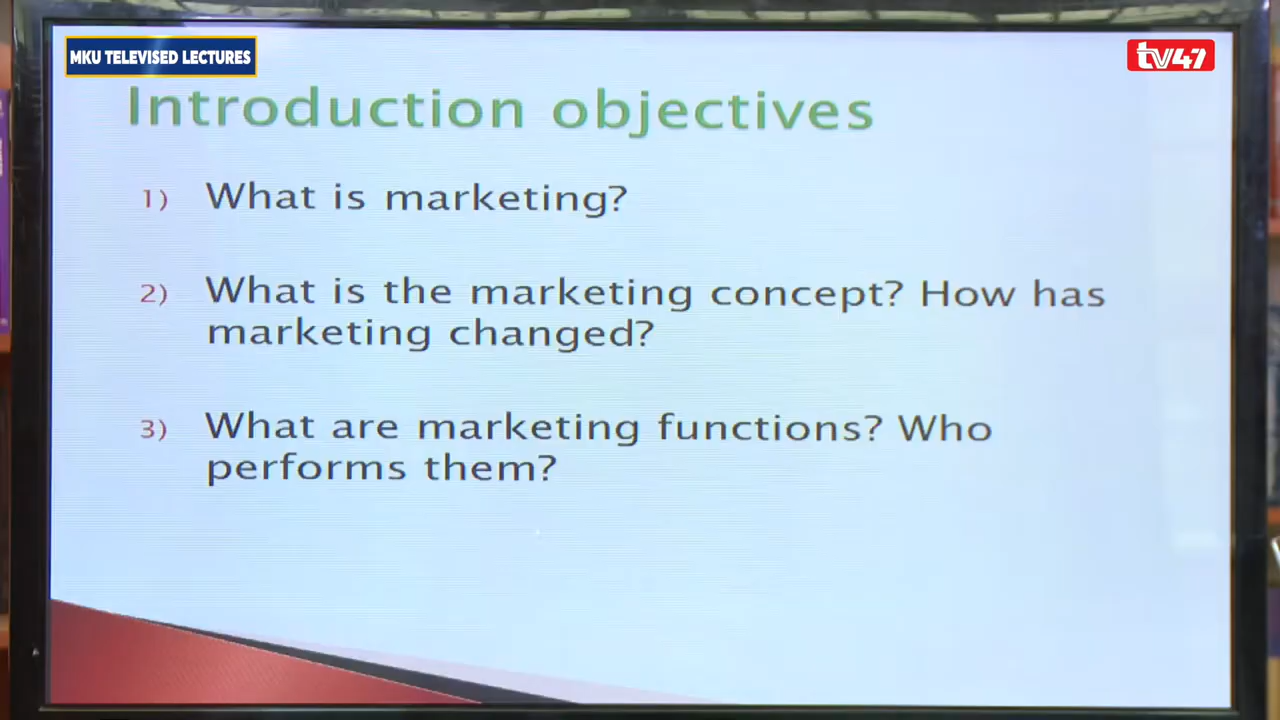 MKU TELEVISED LECTURES
tv47
Introduction objectives
1) What is marketing?
2) What is the marketing concept? How has
marketing changed?
3) What are marketing functions? Who
performs them?